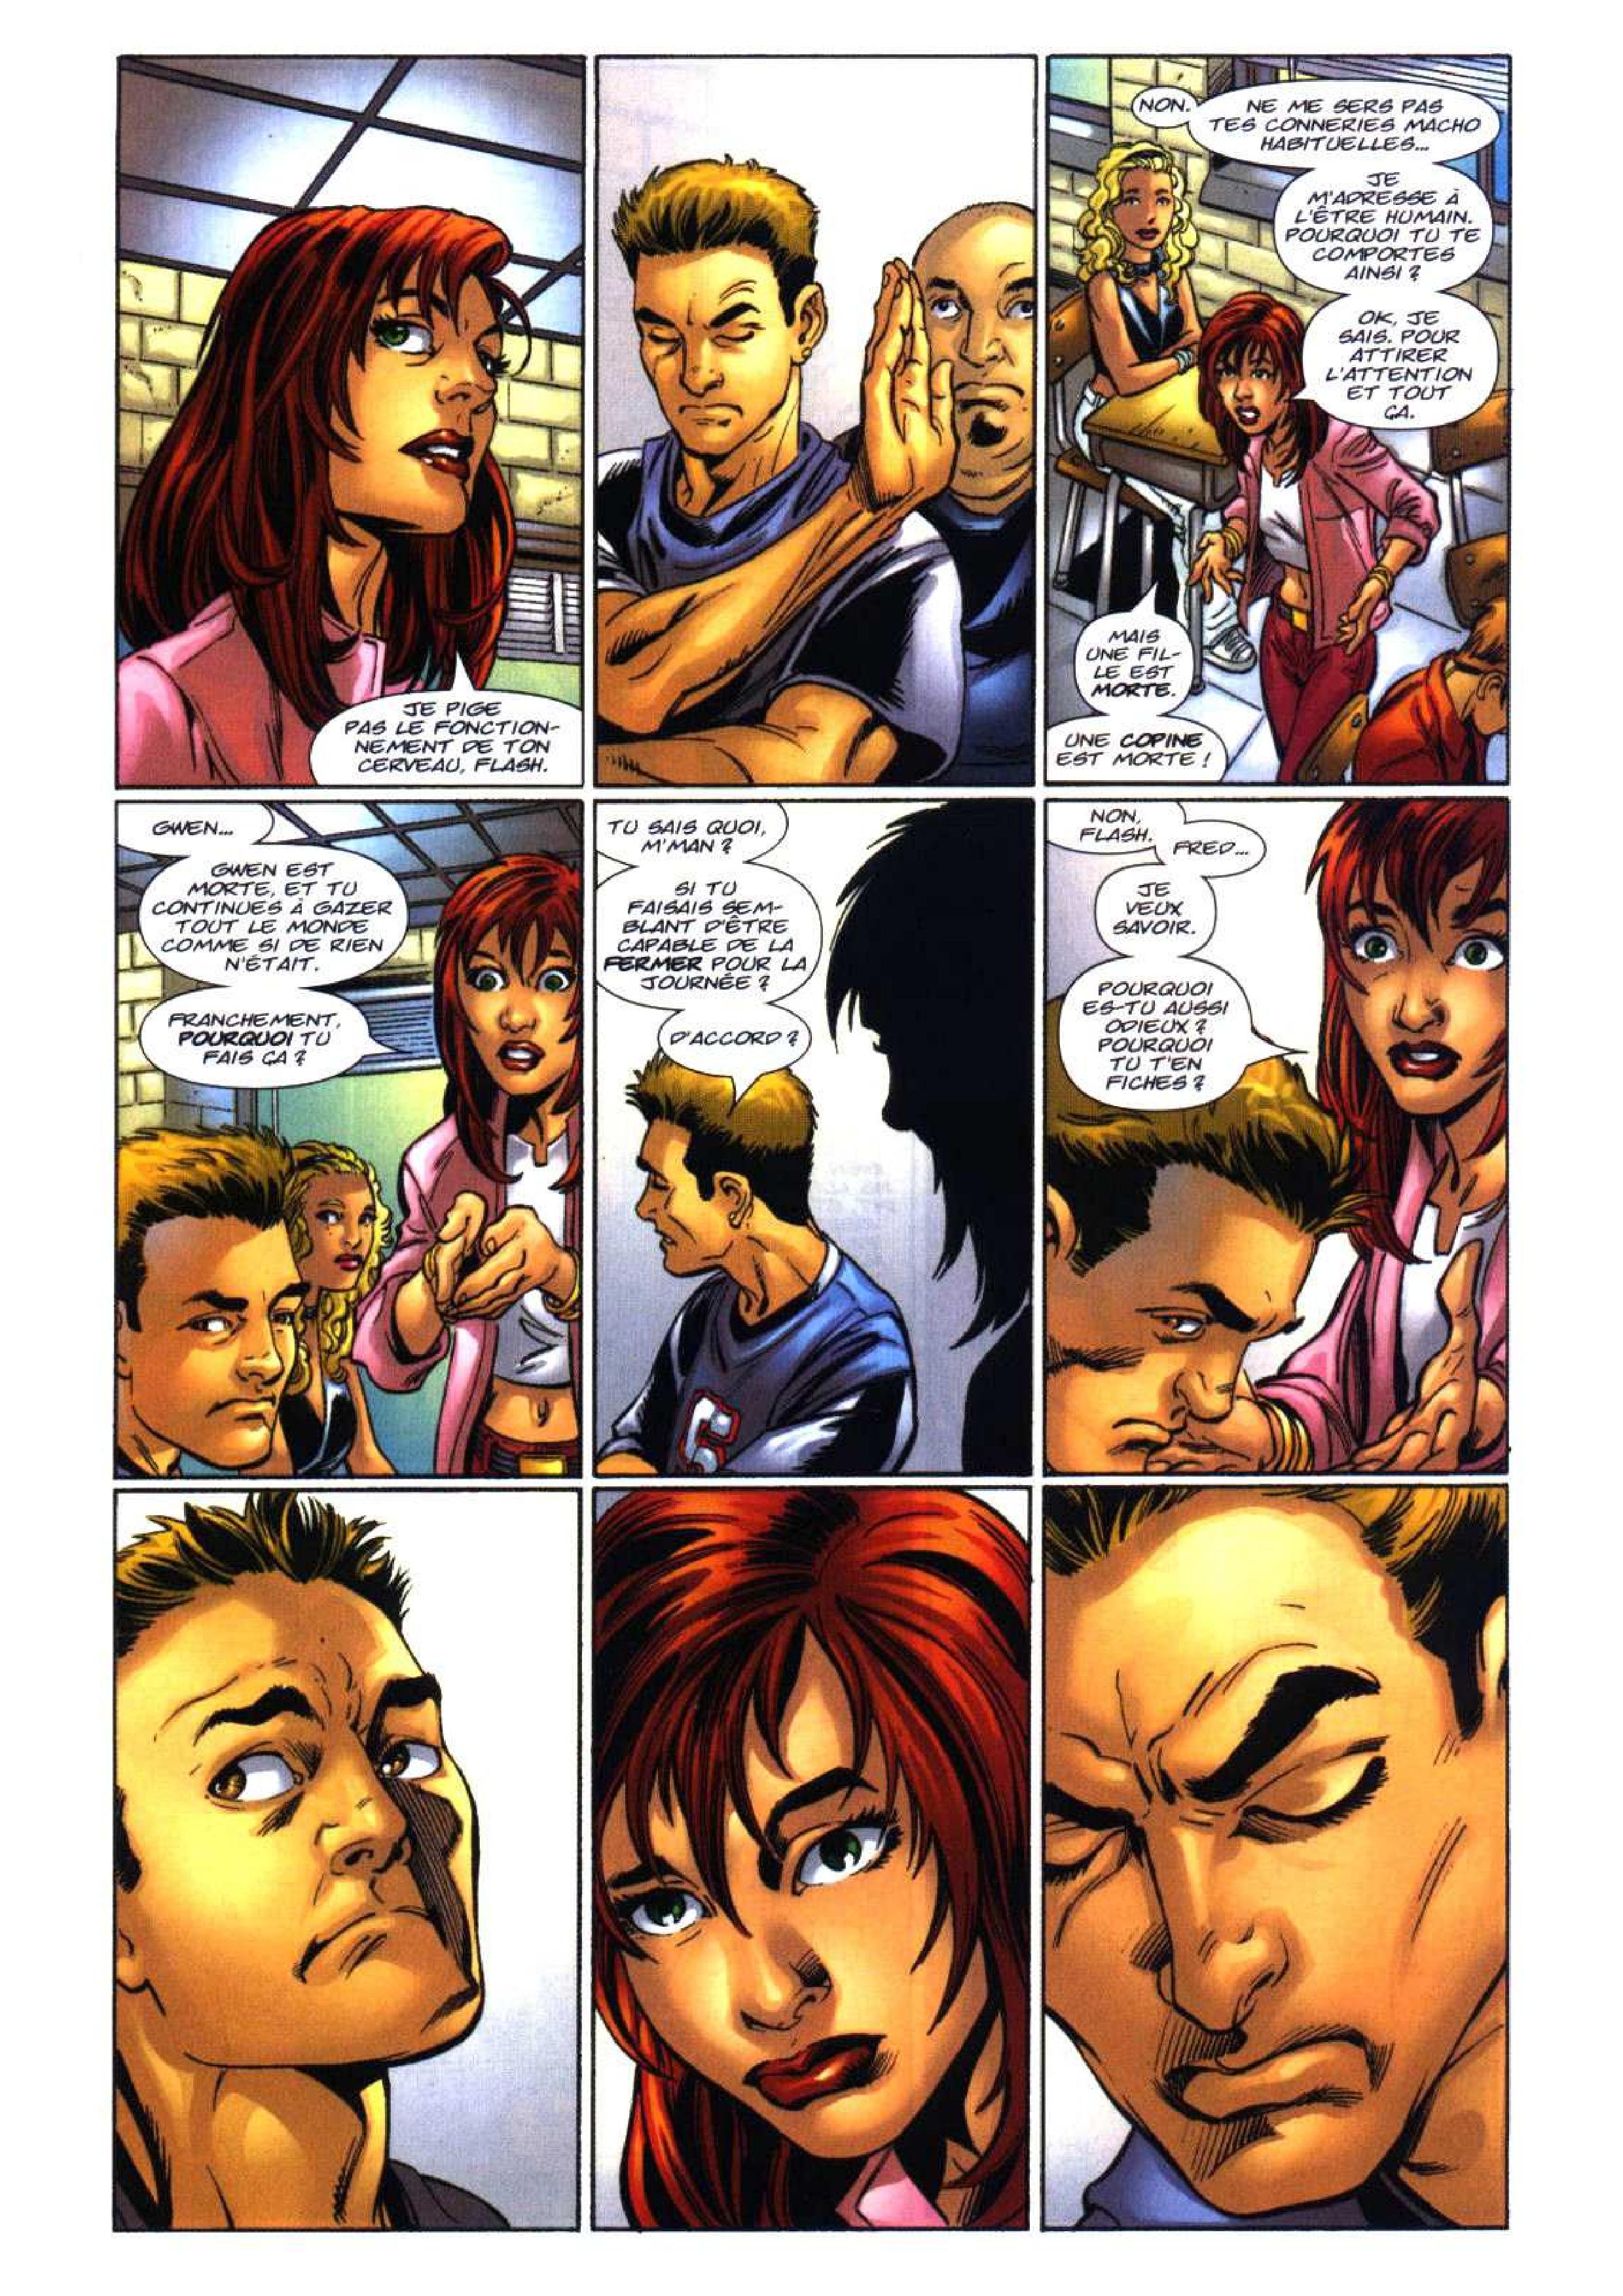 JE PIGE
PAS LE FONCTION-
NEMENT DE TON
CERVEAU, FLASH.
NON.
NE ME SERS PAS
TES CONNERIES MACHO
HABITUELLES...
JE
M'ADRESSE À
L'ÊTRE HUMAIN.
POURQUOI TU TE
COMPORTES
AINSI ?
OK, JE
SAIS. POUR
ATTIRER
L'ATTENTION
ET TOUT
ÇA.
MAIS
UNE FIL-
LE EST
MORTE.
UNE COPINE
EST MORTE !
GWEN...
GWEN EST
MORTE, ET TU
CONTINUES À GAZER
TOUT LE MONDE
COMME SI DE RIEN
N'ÉTAIT.
FRANCHEMENT,
POURQUOI TU
FAIS ÇA ?
TU SAIS QUOI,
M'MAN ?
SI TU
FAISAIS SEM-
BLANT D'ÊTRE
CAPABLE DE LA
FERMER POUR LA
JOURNÉE ?
D'ACCORD ?
6
NON,
FLASH.
FRED...
JE
VEUX
SAVOIR.
POURQUOI
ES-TU AUSSI
ODIEUX ?
POURQUOI
TU T'EN
FICHES ?